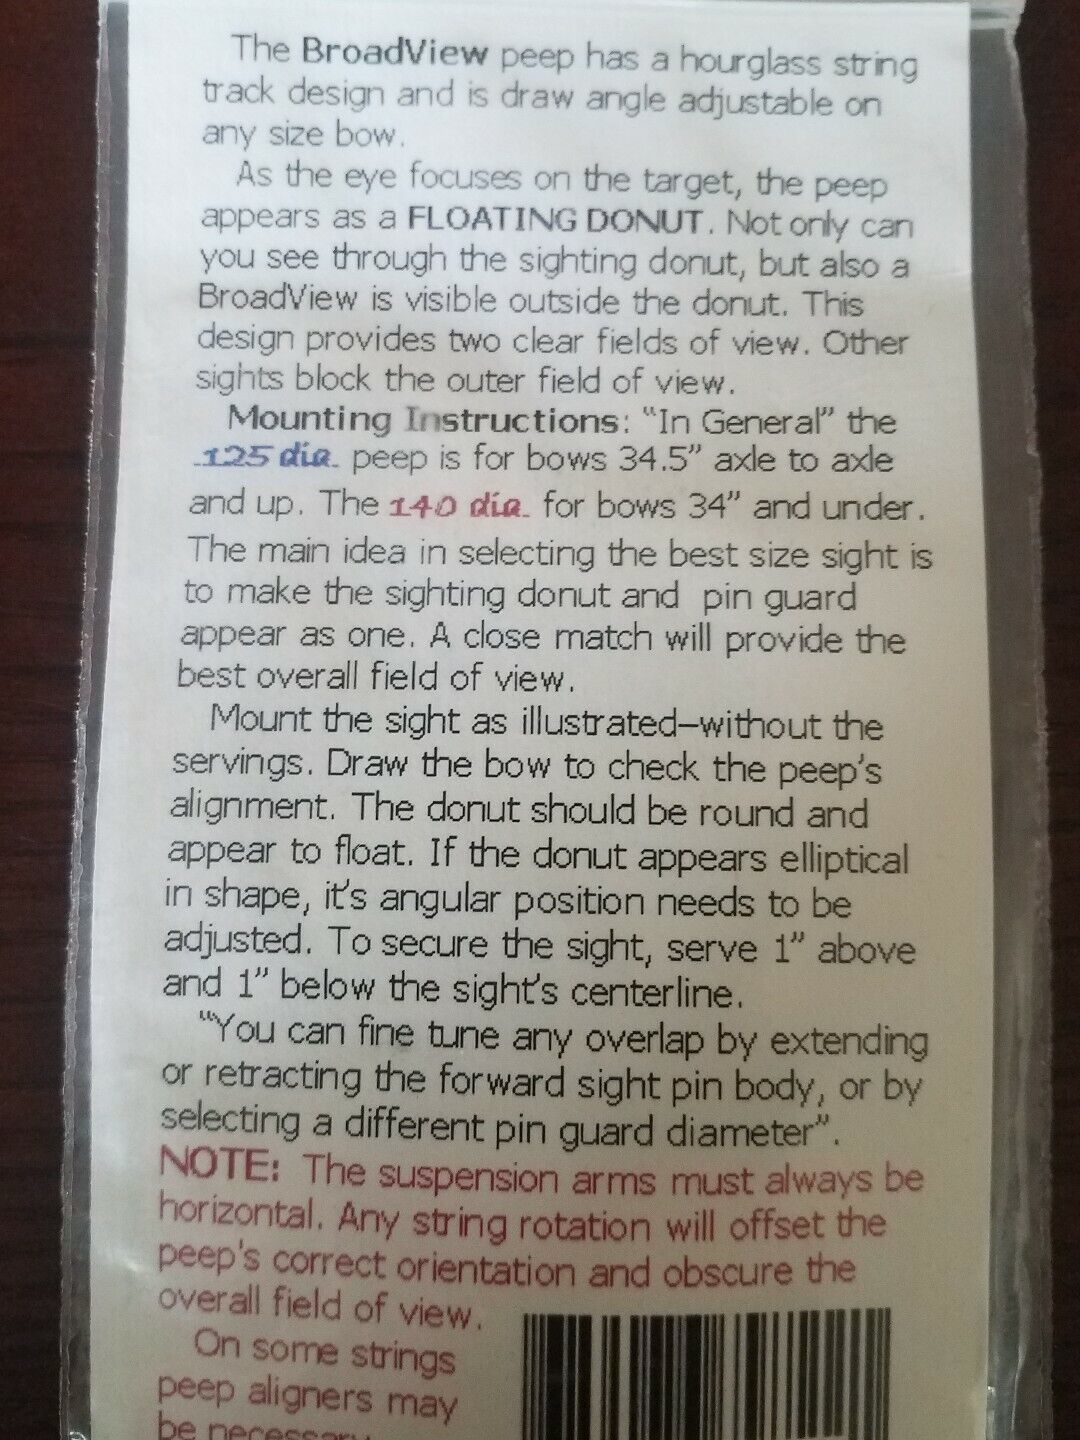 The BroadView peep has a hourglass string
track design and is draw angle adjustable on
any size bow.
As the eye focuses on the target, the peep
appears as a FLOATING DONUT. Not only can
you see through the sighting donut, but also a
BroadView is visible outside the donut. This
design provides two clear fields of view. Other
sights block the outer field of view.
Mounting Instructions: “In General” the
.125 dia. peep is for bows 34.5” axle to axle
and up. The 140 dia. for bows 34” and under.
The main idea in selecting the best size sight is
to make the sighting donut and pin guard
appear as one. A close match will provide the
best overall field of view.
Mount the sight as illustrated—without the
servings. Draw the bow to check the peep’s
alignment. The donut should be round and
appear to float. If the donut appears elliptical
in shape, it’s angular position needs to be
adjusted. To secure the sight, serve 1” above
and 1” below the sight’s centerline.
“You can fine tune any overlap by extending
or retracting the forward sight pin body, or by
selecting a different pin guard diameter”.
NOTE: The suspension arms must always be
horizontal. Any string rotation will offset the
peep's correct orientation and obscure the
overall field of view.
On some strings
peep aligners may
be necessary